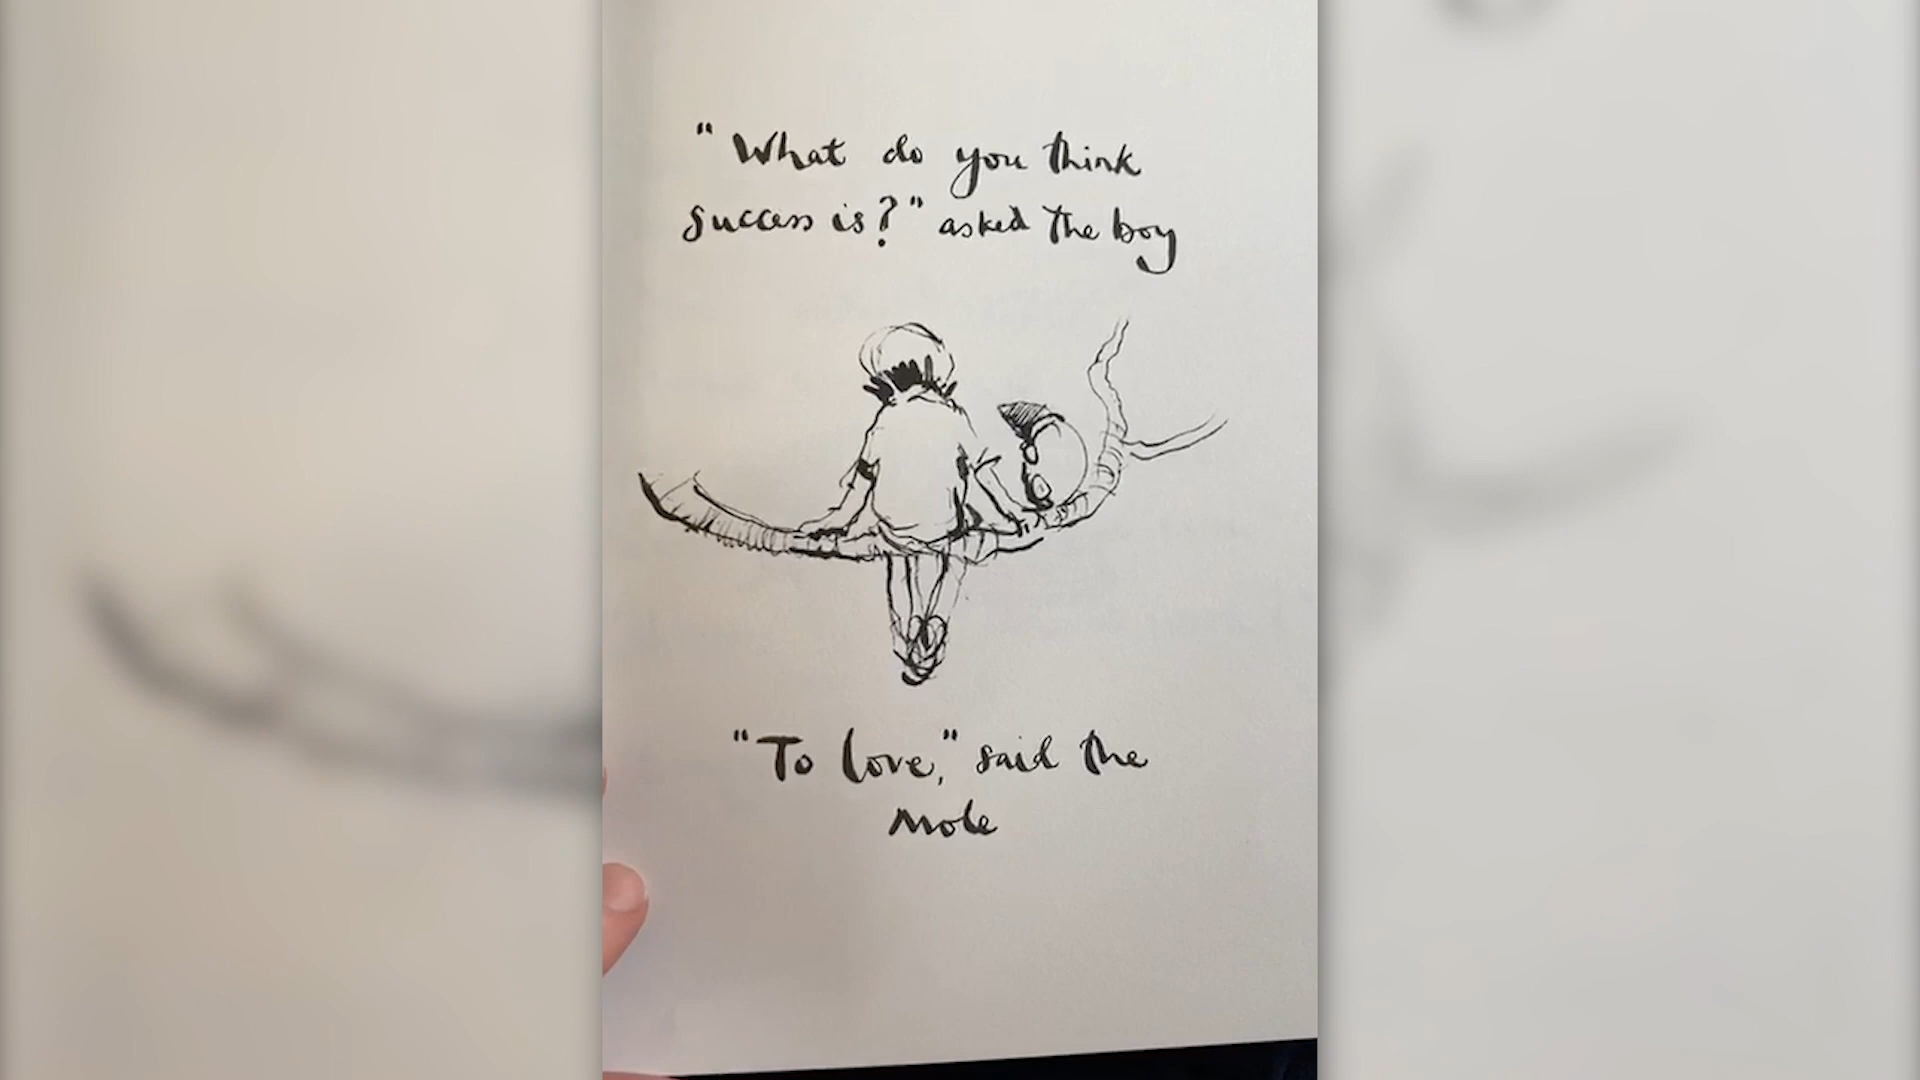 "What do you think
success is?" asked the boy
"To love," said the
mole